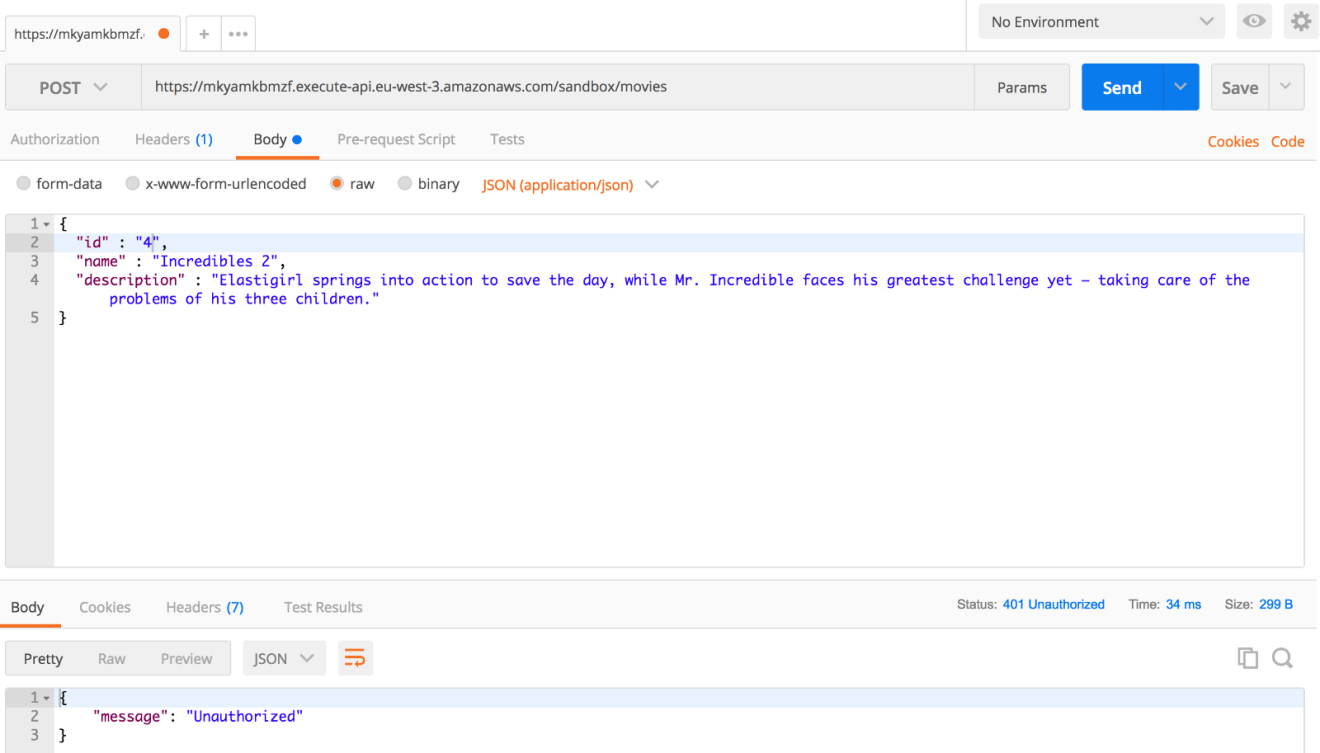 https://mkyamkbmzf.
No Environment
POST
https://mkyamkbmzf.execute-api.eu-west-3.amazonaws.com/sandbox/movies
Params
Send
Save
Authorization
Headers (1)
Body
Pre-request Script
Tests
Cookies
Code
form-data
x-www-form-urlencoded
raw
binary
JSON (application/json)
1 {
2 "id" : "4",
3 "name" : "Incredibles 2",
4 "description" : "Elastigirl springs into action to save the day, while Mr. Incredible faces his greatest challenge yet – taking care of the
problems of his three children."
5 }
Body
Cookies
Headers (7)
Test Results
Status: 401 Unauthorized
Time: 34 ms
Size: 299 B
Pretty
Raw
Preview
JSON
1 {
2 "message": "Unauthorized"
3 }